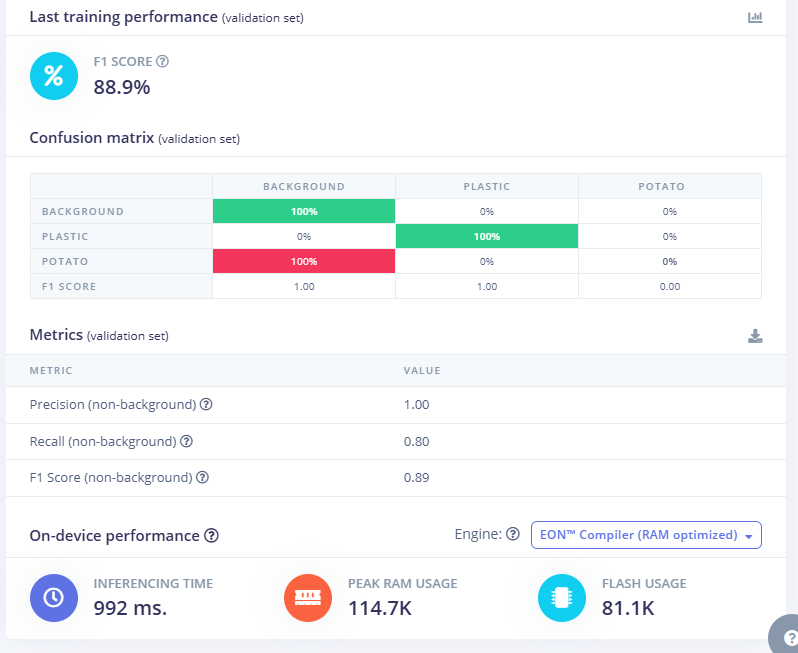 Last training performance (validation set)
%
F1 SCORE ?
88.9%
Confusion matrix (validation set)
BACKGROUND PLASTIC POTATO
BACKGROUND 100% 0% 0%
PLASTIC 0% 100% 0%
POTATO 100% 0% 0%
F1 SCORE 1.00 1.00 0.00
Metrics (validation set)
METRIC VALUE
Precision (non-background) ? 1.00
Recall (non-background) ? 0.80
F1 Score (non-background) ? 0.89
On-device performance ? Engine: ? EON™ Compiler (RAM optimized)
INFERENCING TIME PEAK RAM USAGE FLASH USAGE
992 ms. 114.7K 81.1K
?